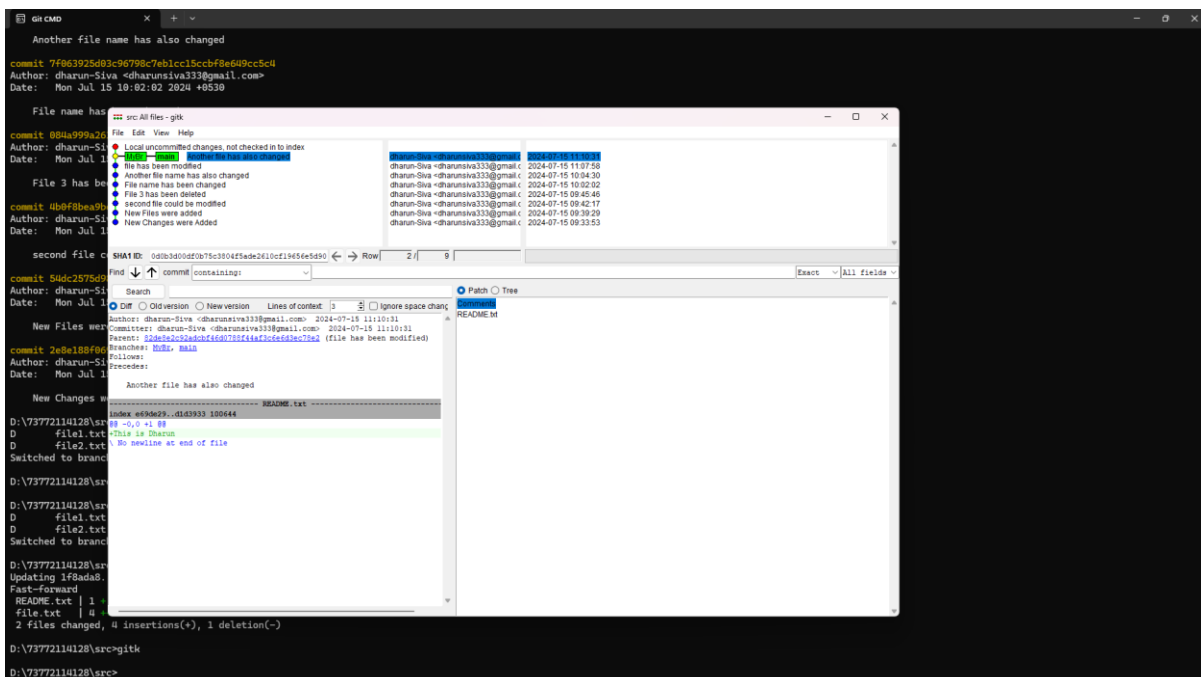 Git CMD
Another file name has also changed
commit 7f063925d03c96798c7eb1cc15ccbf8e649cc5c4
Author: dharun-Siva <dharunsiva333@gmail.com>
Date: Mon Jul 15 10:02:02 2024 +0530
File name has
commit 084a999a26
Author: dharun-Si
Date: Mon Jul 1
File 3 has be
commit 4b0f8bea9b
Author: dharun-Si
Date: Mon Jul 1
second file c
commit 54dc2575d9
Author: dharun-Si
Date: Mon Jul 1
New Files wer
commit 2e8e188f06
Author: dharun-Si
Date: Mon Jul 1
New Changes w
D:\73772114128\sr
D file1.txt
D file2.txt
Switched to branc
D:\73772114128\sr
D:\73772114128\sr
D file1.txt
D file2.txt
Switched to branc
D:\73772114128\sr
Updating 1f8ada8.
Fast-forward
README.txt | 1 +
file.txt | 4 +
2 files changed, 4 insertions(+), 1 deletion(-)
D:\73772114128\src>gitk
D:\73772114128\src>
src: All files - gitk
File Edit View Help
Local uncommitted changes, not checked in to index
MyBr main Another file has also changed dharun-Siva <dharunsiva333@gmail.c 2024-07-15 11:10:31
file has been modified dharun-Siva <dharunsiva333@gmail.c 2024-07-15 11:07:58
Another file name has also changed dharun-Siva <dharunsiva333@gmail.c 2024-07-15 10:04:30
File name has been changed dharun-Siva <dharunsiva333@gmail.c 2024-07-15 10:02:02
File 3 has been deleted dharun-Siva <dharunsiva333@gmail.c 2024-07-15 09:45:46
second file could be modified dharun-Siva <dharunsiva333@gmail.c 2024-07-15 09:42:17
New Files were added dharun-Siva <dharunsiva333@gmail.c 2024-07-15 09:39:29
New Changes were Added dharun-Siva <dharunsiva333@gmail.c 2024-07-15 09:33:53
SHA1 ID: 0d0b3d00df0b75c3804f5ade2610cf19656e5d90 Row 2 / 9
Find commit containing: Exact All fields
Search
Diff Old version New version Lines of context: 3 Ignore space chang
Author: dharun-Siva <dharunsiva333@gmail.com> 2024-07-15 11:10:31
Committer: dharun-Siva <dharunsiva333@gmail.com> 2024-07-15 11:10:31
Parent: 82de8e2c92adcbf46d0788f44af3c6e6d3ec78e2 (file has been modified)
Branches: MyBr, main
Follows:
Precedes:
Another file has also changed
README.txt
index e69de29..d1d3933 100644
@@ -0,0 +1 @@
+This is Dharun
\ No newline at end of file
Patch Tree
Comments
README.txt